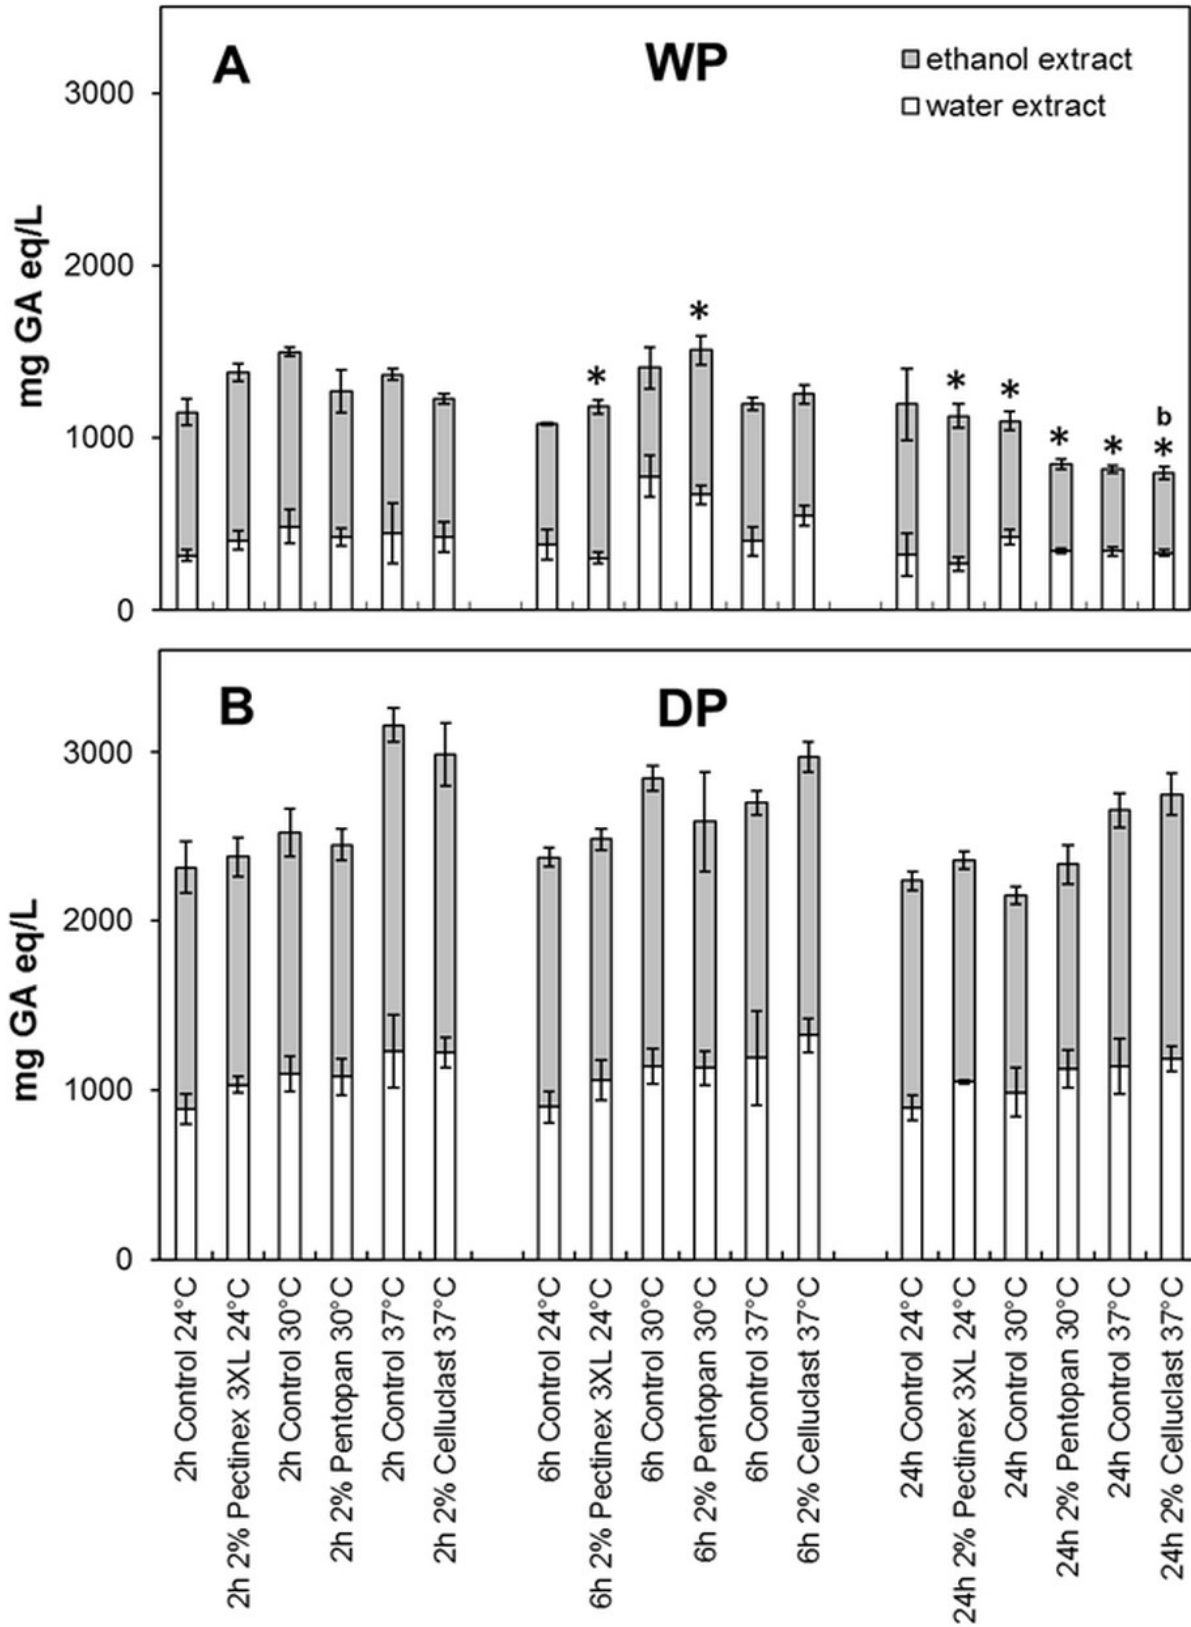 A
WP
ethanol extract
water extract
mg GA eq/L
3000
2000
1000
0
*
*
*
*
*
*
b
*
B
DP
mg GA eq/L
3000
2000
1000
0
2h Control 24°C
2h 2% Pectinex 3XL 24°C
2h Control 30°C
2h 2% Pentopan 30°C
2h Control 37°C
2h 2% Celluclast 37°C
6h Control 24°C
6h 2% Pectinex 3XL 24°C
6h Control 30°C
6h 2% Pentopan 30°C
6h Control 37°C
6h 2% Celluclast 37°C
24h Control 24°C
24h 2% Pectinex 3XL 24°C
24h Control 30°C
24h 2% Pentopan 30°C
24h Control 37°C
24h 2% Celluclast 37°C